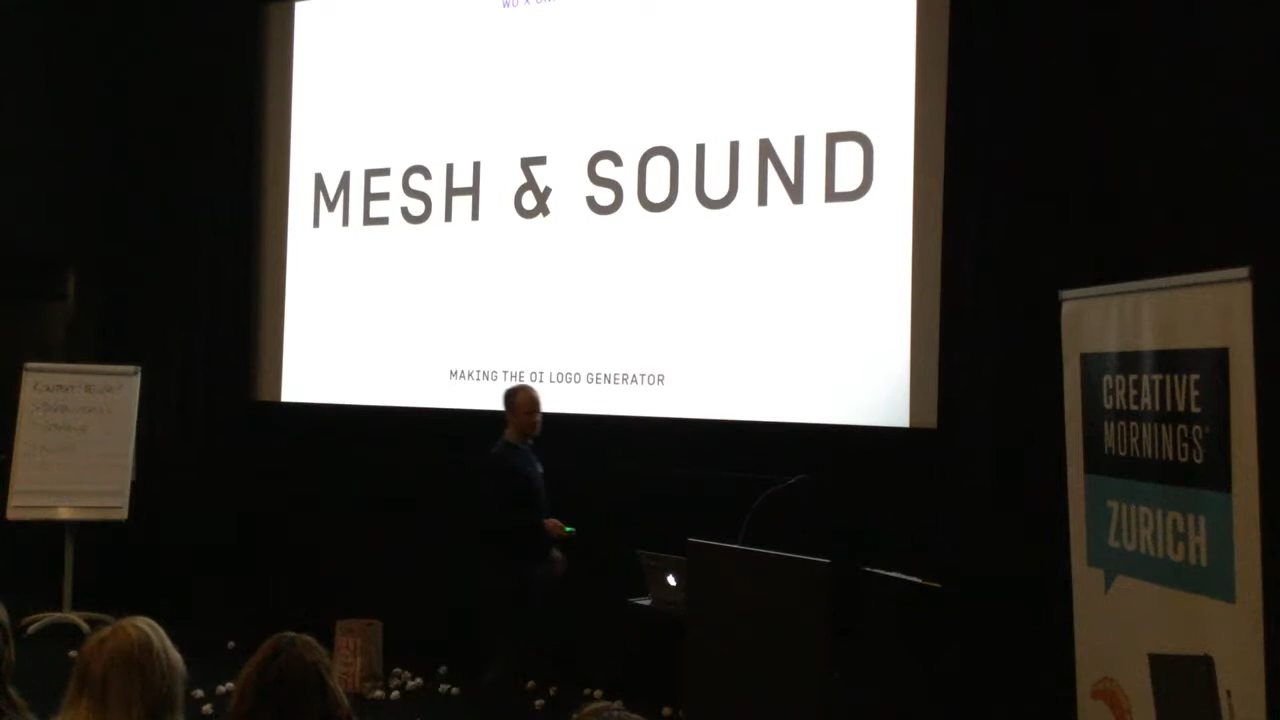 MESH & SOUND
MAKING THE OI LOGO GENERATOR
CREATIVE
MORNINGS
ZURICH